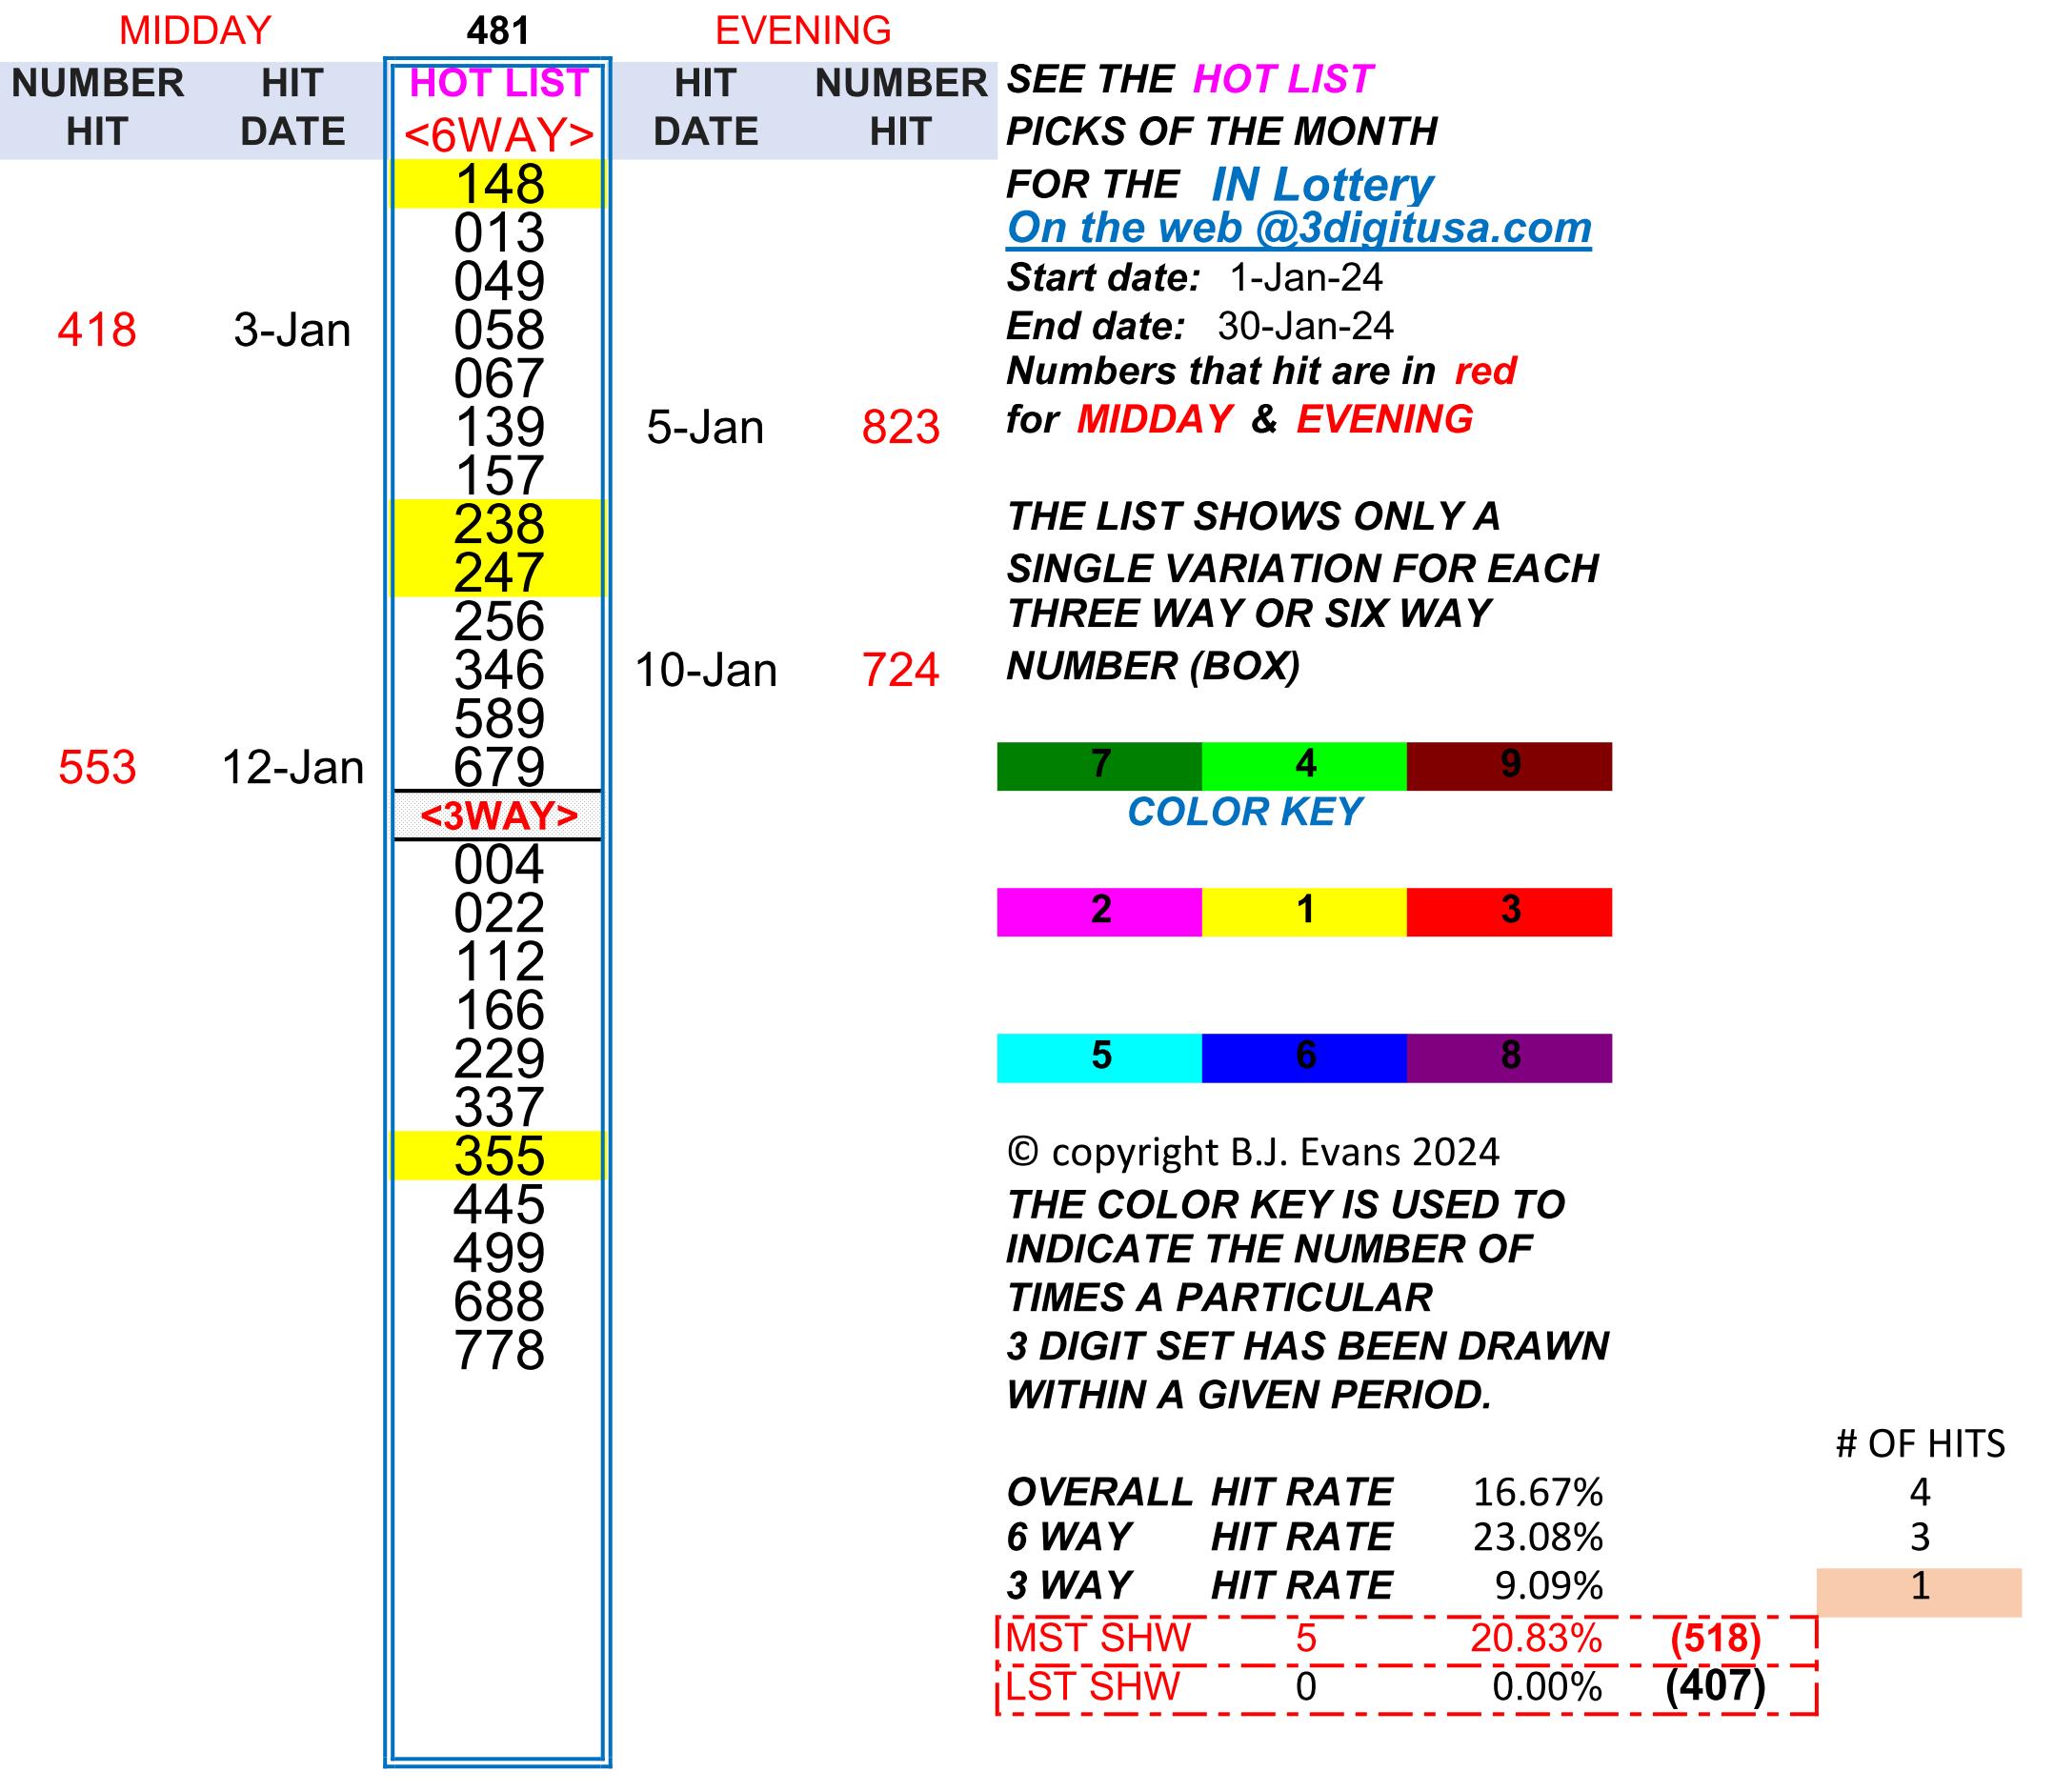 MIDDAY 481 EVENING
NUMBER HIT HOT LIST HIT NUMBER SEE THE HOT LIST
HIT DATE <6WAY> DATE HIT PICKS OF THE MONTH
148 FOR THE IN Lottery
013 On the web @3digitusa.com
049 Start date: 1-Jan-24
418 3-Jan 058 End date: 30-Jan-24
067 Numbers that hit are in red
139 5-Jan 823 for MIDDAY & EVENING
157
238 THE LIST SHOWS ONLY A
247 SINGLE VARIATION FOR EACH
256 THREE WAY OR SIX WAY
346 10-Jan 724 NUMBER (BOX)
589
553 12-Jan 679 7 4 9
<3WAY> COLOR KEY
004
022 2 1 3
112
166
229 5 6 8
337
355 © copyright B.J. Evans 2024
445 THE COLOR KEY IS USED TO
499 INDICATE THE NUMBER OF
688 TIMES A PARTICULAR
778 3 DIGIT SET HAS BEEN DRAWN
WITHIN A GIVEN PERIOD.
# OF HITS
OVERALL HIT RATE 16.67% 4
6 WAY HIT RATE 23.08% 3
3 WAY HIT RATE 9.09% 1
MST SHW 5 20.83% (518)
LST SHW 0 0.00% (407)